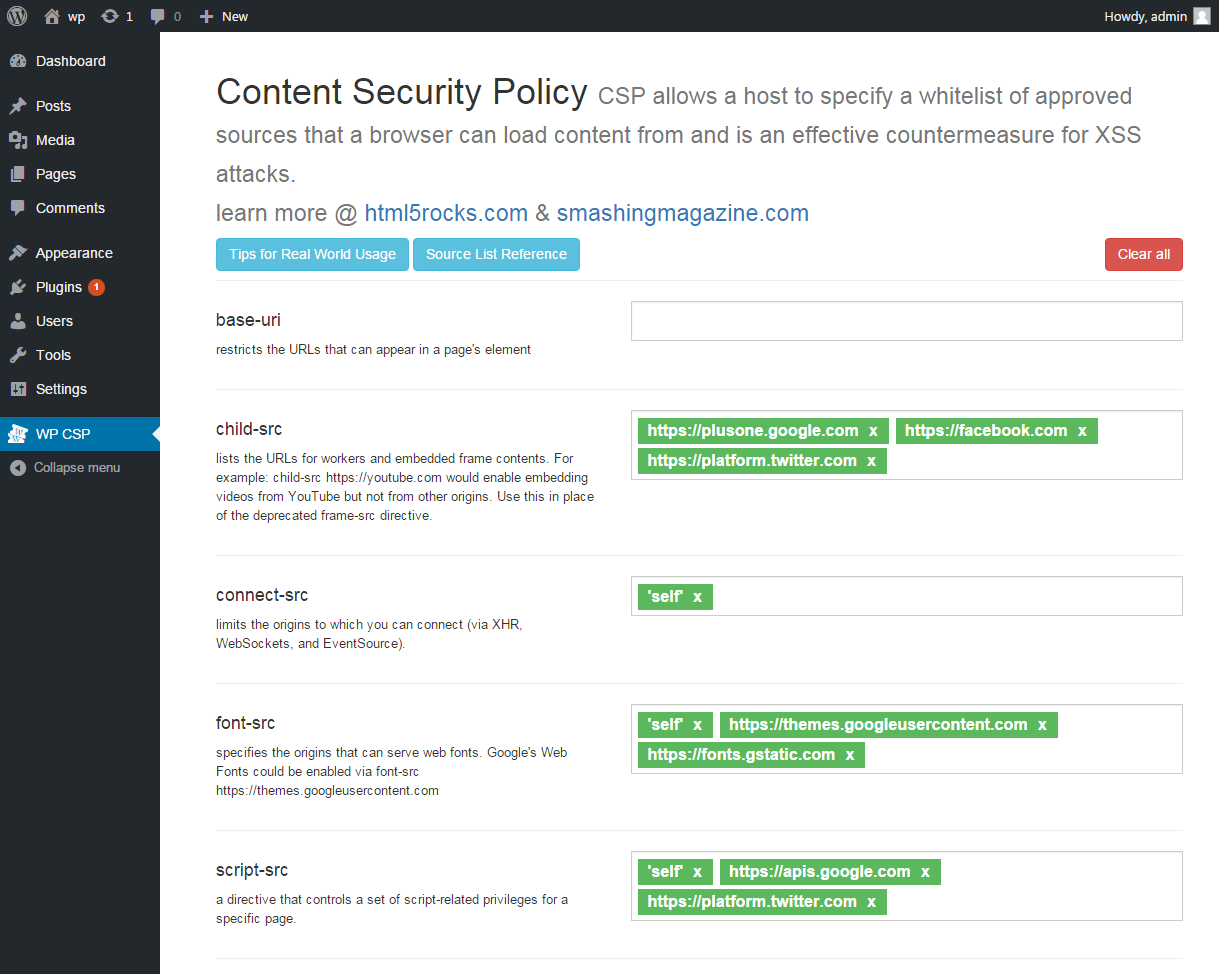 wp 1 0 New Howdy, admin
Dashboard
Posts
Media
Pages
Comments
Appearance
Plugins 1
Users
Tools
Settings
WP CSP
Collapse menu
Content Security Policy CSP allows a host to specify a whitelist of approved
sources that a browser can load content from and is an effective countermeasure for XSS
attacks.
learn more @ html5rocks.com & smashingmagazine.com
Tips for Real World Usage Source List Reference Clear all
base-uri
restricts the URLs that can appear in a page's element
child-src
lists the URLs for workers and embedded frame contents. For
example: child-src https://youtube.com would enable embedding
videos from YouTube but not from other origins. Use this in place
of the deprecated frame-src directive.
https://plusone.google.com x https://facebook.com x
https://platform.twitter.com x
connect-src
limits the origins to which you can connect (via XHR,
WebSockets, and EventSource).
'self' x
font-src
specifies the origins that can serve web fonts. Google's Web
Fonts could be enabled via font-src
https://themes.googleusercontent.com
'self' x https://themes.googleusercontent.com x
https://fonts.gstatic.com x
script-src
a directive that controls a set of script-related privileges for a
specific page.
'self' x https://apis.google.com x
https://platform.twitter.com x